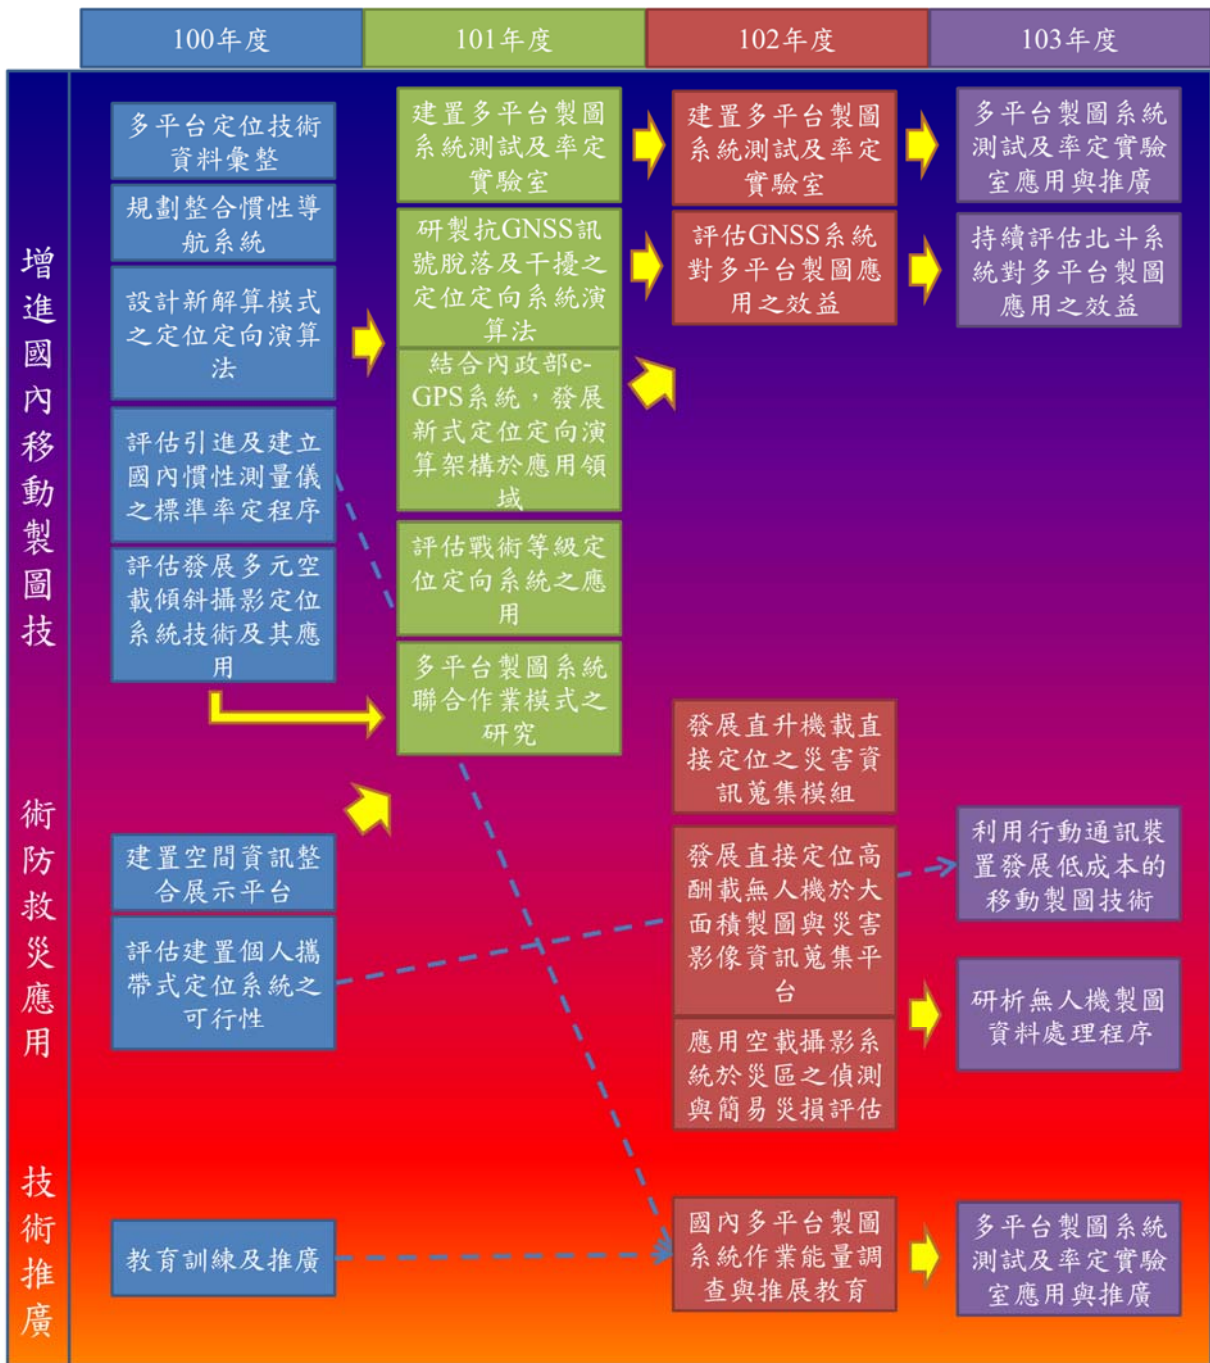 100年度
101年度
102年度
103年度
增進國內移動製圖技
術防救災應用
技術推廣
多平台定位技術
資料彙整
規劃整合慣性導
航系統
設計新解算模式
之定位定向演算
法
評估引進及建立
國內慣性測量儀
之標準率定程序
評估發展多元空
載傾斜攝影定位
系統技術及其應
用
建置空間資訊整
合展示平台
評估建置個人攜
帶式定位系統之
可行性
教育訓練及推廣
建置多平台製圖
系統測試及率定
實驗室
研製抗GNSS訊
號脫落及干擾之
定位定向系統演
算法
結合內政部e-
GPS系統，發展
新式定位定向演
算架構於應用領
域
評估戰術等級定
位定向系統之應
用
多平台製圖系統
聯合作業模式之
研究
建置多平台製圖
系統測試及率定
實驗室
評估GNSS系統
對多平台製圖應
用之效益
發展直升機載直
接定位之災害資
訊蒐集模組
發展直接定位高
酬載無人機於大
面積製圖與災害
影像資訊蒐集平
台
應用空載攝影系
統於災區之偵測
與簡易災損評估
國內多平台製圖
系統作業能量調
查與推展教育
多平台製圖系統
測試及率定實驗
室應用與推廣
持續評估北斗系
統對多平台製圖
應用之效益
利用行動通訊裝
置發展低成本的
移動製圖技術
研析無人機製圖
資料處理程序
多平台製圖系統
測試及率定實驗
室應用與推廣